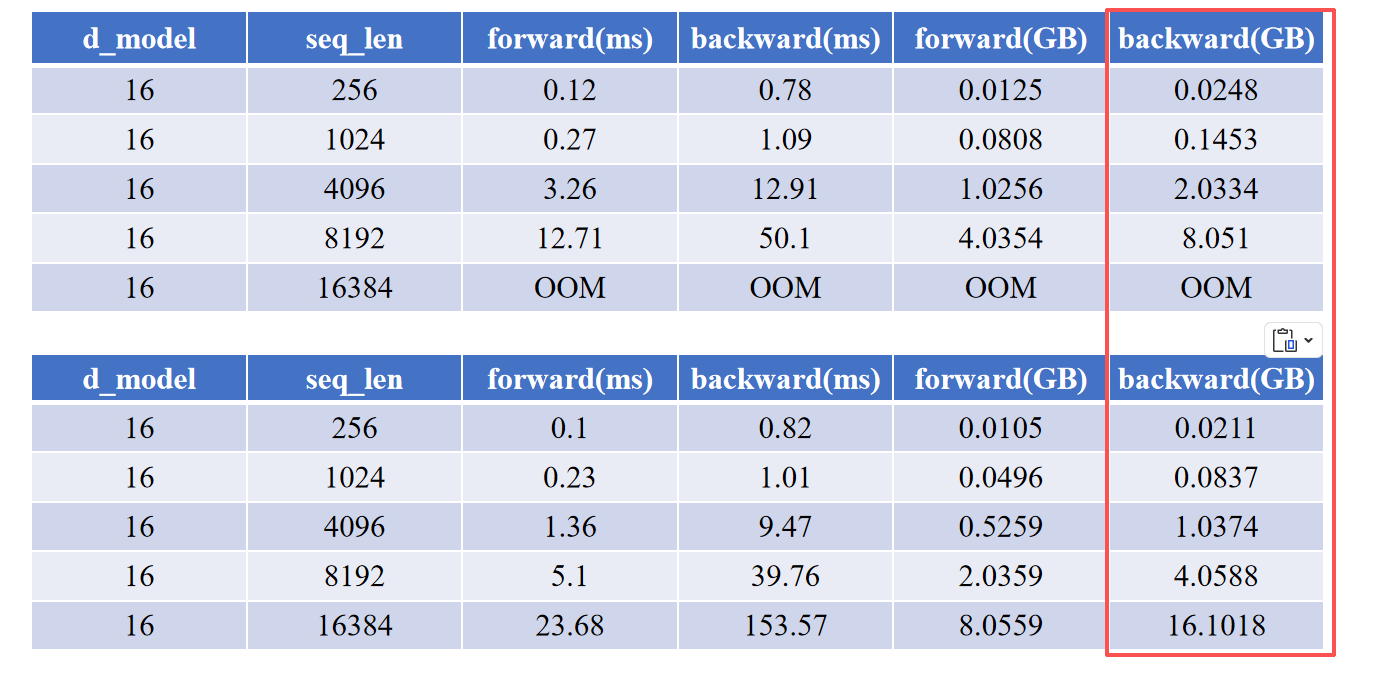 d_model seq_len forward(ms) backward(ms) forward(GB) backward(GB)
16 256 0.12 0.78 0.0125 0.0248
16 1024 0.27 1.09 0.0808 0.1453
16 4096 3.26 12.91 1.0256 2.0334
16 8192 12.71 50.1 4.0354 8.051
16 16384 OOM OOM OOM OOM
d_model seq_len forward(ms) backward(ms) forward(GB) backward(GB)
16 256 0.1 0.82 0.0105 0.0211
16 1024 0.23 1.01 0.0496 0.0837
16 4096 1.36 9.47 0.5259 1.0374
16 8192 5.1 39.76 2.0359 4.0588
16 16384 23.68 153.57 8.0559 16.1018